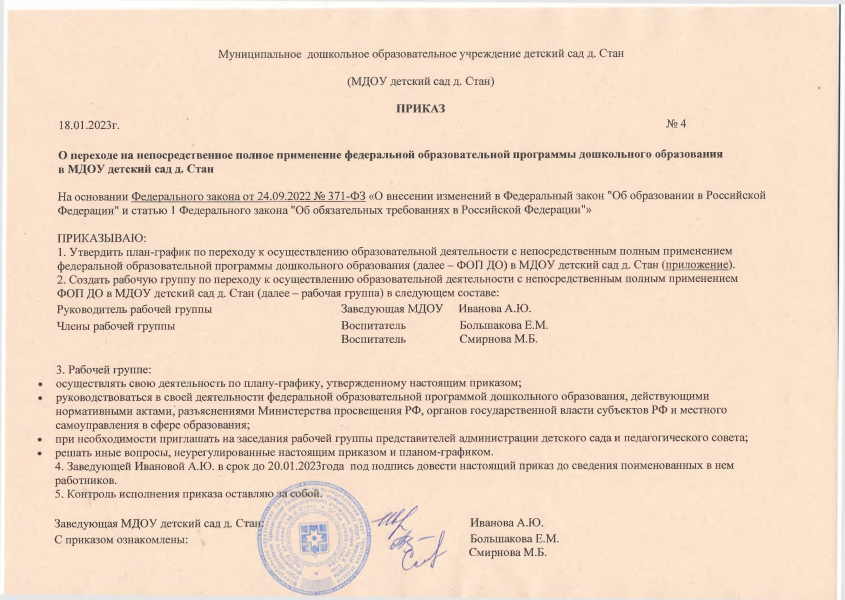 Муниципальное дошкольное образовательное учреждение детский сад д. Стан
(МДОУ детский сад д. Стан)
ПРИКАЗ
18.01.2023г. № 4
О переходе на непосредственное полное применение федеральной образовательной программы дошкольного образования
в МДОУ детский сад д. Стан
На основании Федерального закона от 24.09.2022 № 371-ФЗ «О внесении изменений в Федеральный закон "Об образовании в Российской
Федерации" и статью 1 Федерального закона "Об обязательных требованиях в Российской Федерации"»
ПРИКАЗЫВАЮ:
1. Утвердить план-график по переходу к осуществлению образовательной деятельности с непосредственным полным применением
федеральной образовательной программы дошкольного образования (далее – ФОП ДО) в МДОУ детский сад д. Стан (приложение).
2. Создать рабочую группу по переходу к осуществлению образовательной деятельности с непосредственным полным применением
ФОП ДО в МДОУ детский сад д. Стан (далее – рабочая группа) в следующем составе:
Руководитель рабочей группы Заведующая МДОУ Иванова А.Ю.
Члены рабочей группы Воспитатель Большакова Е.М.
Воспитатель Смирнова М.Б.
3. Рабочей группе:
• осуществлять свою деятельность по плану-графику, утвержденному настоящим приказом;
• руководствоваться в своей деятельности федеральной образовательной программой дошкольного образования, действующими
нормативными актами, разъяснениями Министерства просвещения РФ, органов государственной власти субъектов РФ и местного
самоуправления в сфере образования;
• при необходимости приглашать на заседания рабочей группы представителей администрации детского сада и педагогического совета;
• решать иные вопросы, неурегулированные настоящим приказом и планом-графиком.
4. Заведующей Ивановой А.Ю. в срок до 20.01.2023года под подпись довести настоящий приказ до сведения поименованных в нем
работников.
5. Контроль исполнения приказа оставляю за собой.
Заведующая МДОУ детский сад д. Стан: Иванова А.Ю.
С приказом ознакомлены: Большакова Е.М.
Смирнова М.Б.